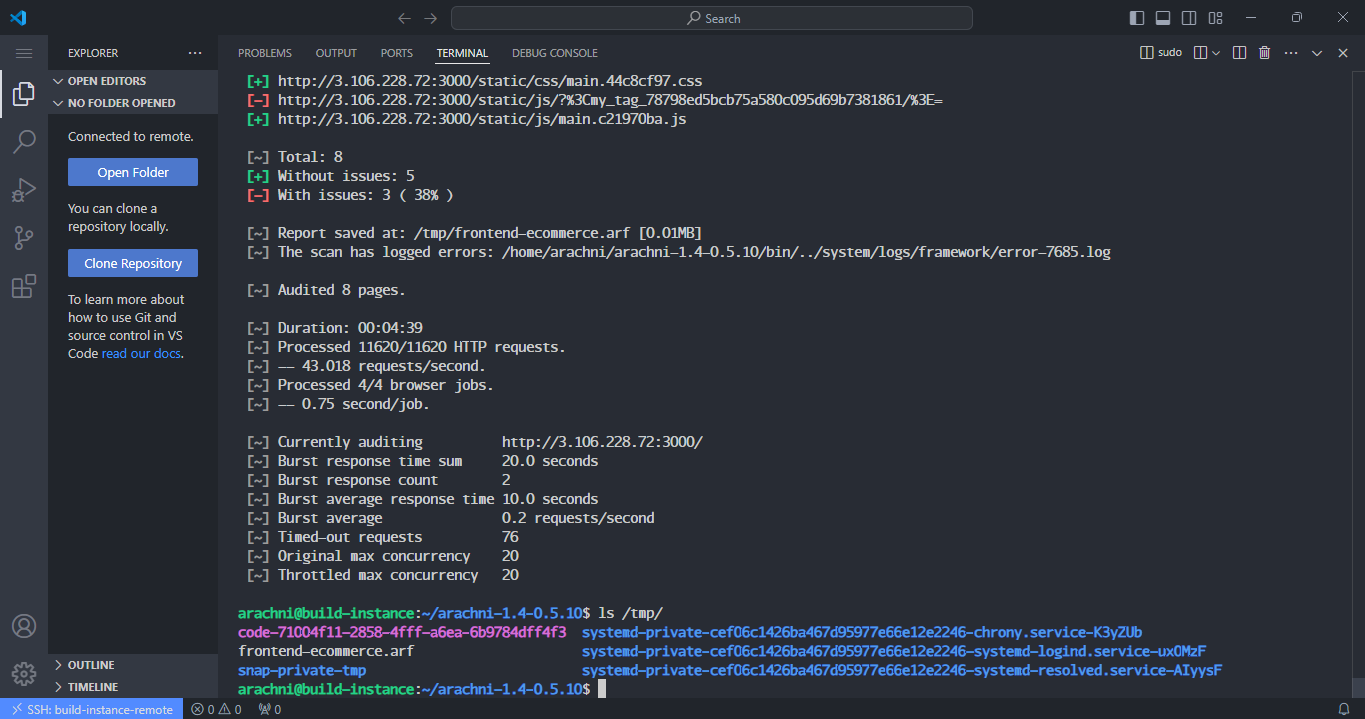 Search
EXPLORER
OPEN EDITORS
NO FOLDER OPENED
Connected to remote.
Open Folder
You can clone a
repository locally.
Clone Repository
To learn more about
how to use Git and
source control in VS
Code read our docs.
OUTLINE
TIMELINE
PROBLEMS OUTPUT PORTS TERMINAL DEBUG CONSOLE sudo
[+] http://3.106.228.72:3000/static/css/main.44c8cf97.css
[-] http://3.106.228.72:3000/static/js/?%3Cmy_tag_78798ed5bcb75a580c095d69b7381861/%3E=
[+] http://3.106.228.72:3000/static/js/main.c21970ba.js
[~] Total: 8
[+] Without issues: 5
[-] With issues: 3 ( 38% )
[~] Report saved at: /tmp/frontend-ecommerce.arf [0.01MB]
[~] The scan has logged errors: /home/arachni/arachni-1.4-0.5.10/bin/../system/logs/framework/error-7685.log
[~] Audited 8 pages.
[~] Duration: 00:04:39
[~] Processed 11620/11620 HTTP requests.
[~] -- 43.018 requests/second.
[~] Processed 4/4 browser jobs.
[~] -- 0.75 second/job.
[~] Currently auditing http://3.106.228.72:3000/
[~] Burst response time sum 20.0 seconds
[~] Burst response count 2
[~] Burst average response time 10.0 seconds
[~] Burst average 0.2 requests/second
[~] Timed-out requests 76
[~] Original max concurrency 20
[~] Throttled max concurrency 20
arachni@build-instance:~/arachni-1.4-0.5.10$ ls /tmp/
code-71004f11-2858-4fff-a6ea-6b9784dff4f3 systemd-private-cef06c1426ba467d95977e66e12e2246-chrony.service-K3yZUb
frontend-ecommerce.arf systemd-private-cef06c1426ba467d95977e66e12e2246-systemd-logind.service-uxOMzF
snap-private-tmp systemd-private-cef06c1426ba467d95977e66e12e2246-systemd-resolved.service-AIyysF
arachni@build-instance:~/arachni-1.4-0.5.10$
SSH: build-instance-remote 0 0 0